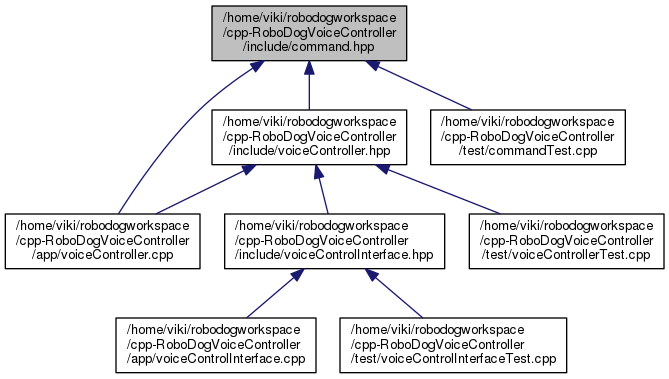 /home/viki/robodogworkspace
/cpp-RoboDogVoiceController
/include/command.hpp
/home/viki/robodogworkspace
/cpp-RoboDogVoiceController
/include/voiceController.hpp
/home/viki/robodogworkspace
/cpp-RoboDogVoiceController
/test/commandTest.cpp
/home/viki/robodogworkspace
/cpp-RoboDogVoiceController
/app/voiceController.cpp
/home/viki/robodogworkspace
/cpp-RoboDogVoiceController
/include/voiceControlInterface.hpp
/home/viki/robodogworkspace
/cpp-RoboDogVoiceController
/test/voiceControllerTest.cpp
/home/viki/robodogworkspace
/cpp-RoboDogVoiceController
/app/voiceControlInterface.cpp
/home/viki/robodogworkspace
/cpp-RoboDogVoiceController
/test/voiceControlInterfaceTest.cpp